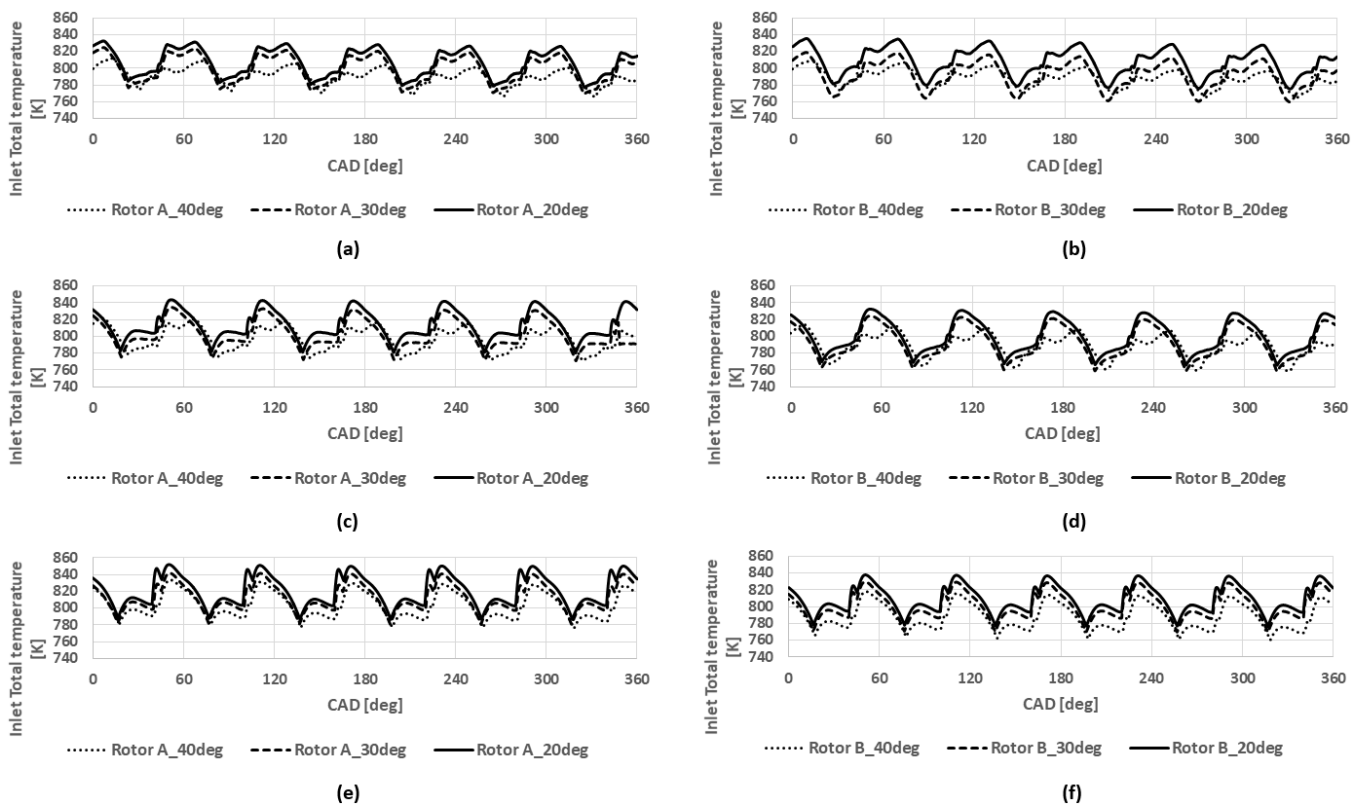 860
840
820
800
780
760
740
Inlet Total temperature
[K]
0 60 120 180 240 300 360
CAD [deg]
Rotor A_40deg Rotor A_30deg Rotor A_20deg
(a)
860
840
820
800
780
760
740
Inlet Total temperature
[K]
0 60 120 180 240 300 360
CAD [deg]
Rotor B_40deg Rotor B_30deg Rotor B_20deg
(b)
860
840
820
800
780
760
740
Inlet Total temperature
[K]
0 60 120 180 240 300 360
CAD [deg]
Rotor A_40deg Rotor A_30deg Rotor A_20deg
(c)
860
840
820
800
780
760
740
Inlet Total temperature
[K]
0 60 120 180 240 300 360
CAD [deg]
Rotor B_40deg Rotor B_30deg Rotor B_20deg
(d)
860
840
820
800
780
760
740
Inlet Total temperature
[K]
0 60 120 180 240 300 360
CAD [deg]
Rotor A_40deg Rotor A_30deg Rotor A_20deg
(e)
860
840
820
800
780
760
740
Inlet Total temperature
[K]
0 60 120 180 240 300 360
CAD [deg]
Rotor B_40deg Rotor B_30deg Rotor B_20deg
(f)